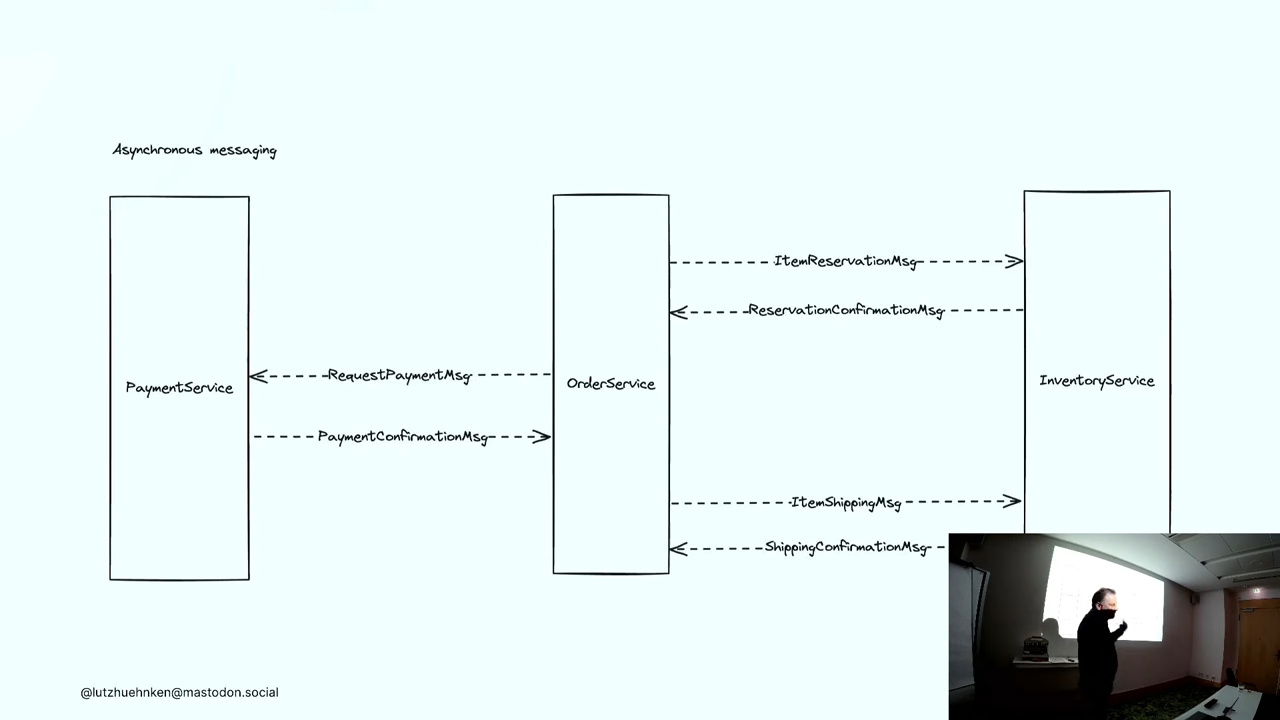 Asynchronous messaging
ItemReservationMsg
ReservationConfirmationMsg
RequestPaymentMsg
PaymentService
OrderService
InventoryService
PaymentConfirmationMsg
ItemShippingMsg
ShippingConfirmationMsg
@lutzhuehnken@mastodon.social